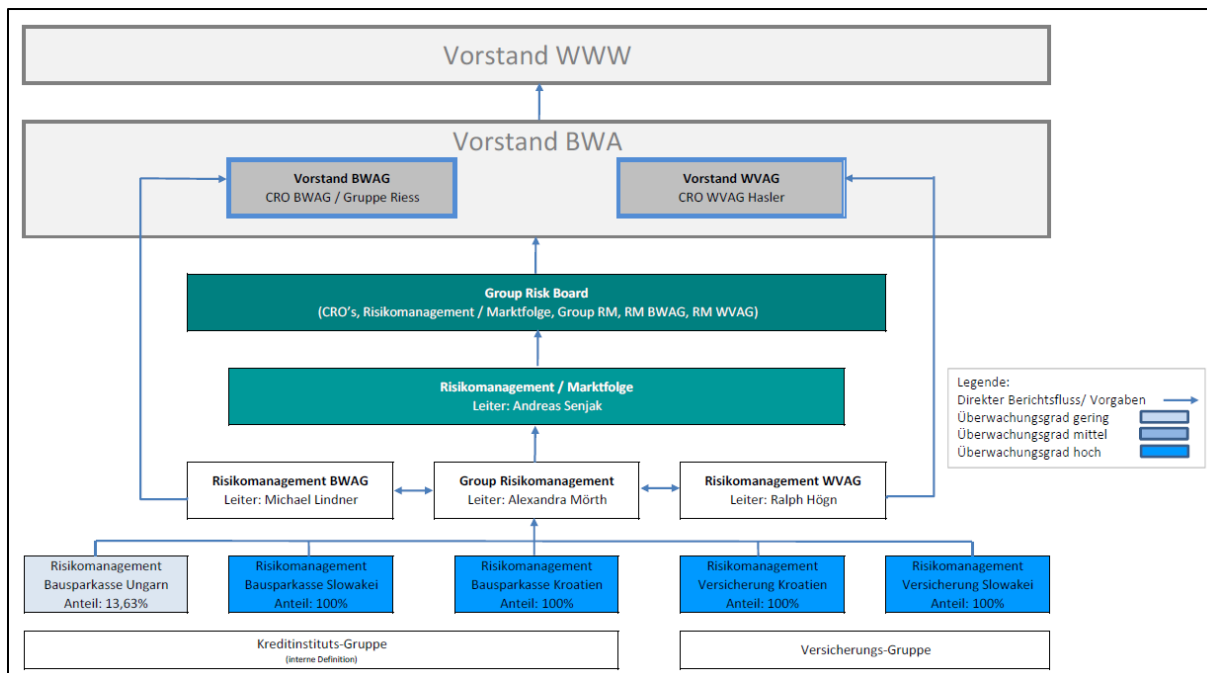 Vorstand WWW
Vorstand BWA
Vorstand BWAG
CRO BWAG / Gruppe Riess
Vorstand WVAG
CRO WVAG Hasler
Group Risk Board
(CRO's, Risikomanagement / Marktfolge, Group RM, RM BWAG, RM WVAG)
Risikomanagement / Marktfolge
Leiter: Andreas Senjak
Legende:
Direkter Berichtsfluss/ Vorgaben
Überwachungsgrad gering
Überwachungsgrad mittel
Überwachungsgrad hoch
Risikomanagement BWAG
Leiter: Michael Lindner
Group Risikomanagement
Leiter: Alexandra Mörth
Risikomanagement WVAG
Leiter: Ralph Högn
Risikomanagement
Bausparkasse Ungarn
Anteil: 13,63%
Risikomanagement
Bausparkasse Slowakei
Anteil: 100%
Risikomanagement
Bausparkasse Kroatien
Anteil: 100%
Risikomanagement
Versicherung Kroatien
Anteil: 100%
Risikomanagement
Versicherung Slowakei
Anteil: 100%
Kreditinstituts-Gruppe
(interne Definition)
Versicherungs-Gruppe